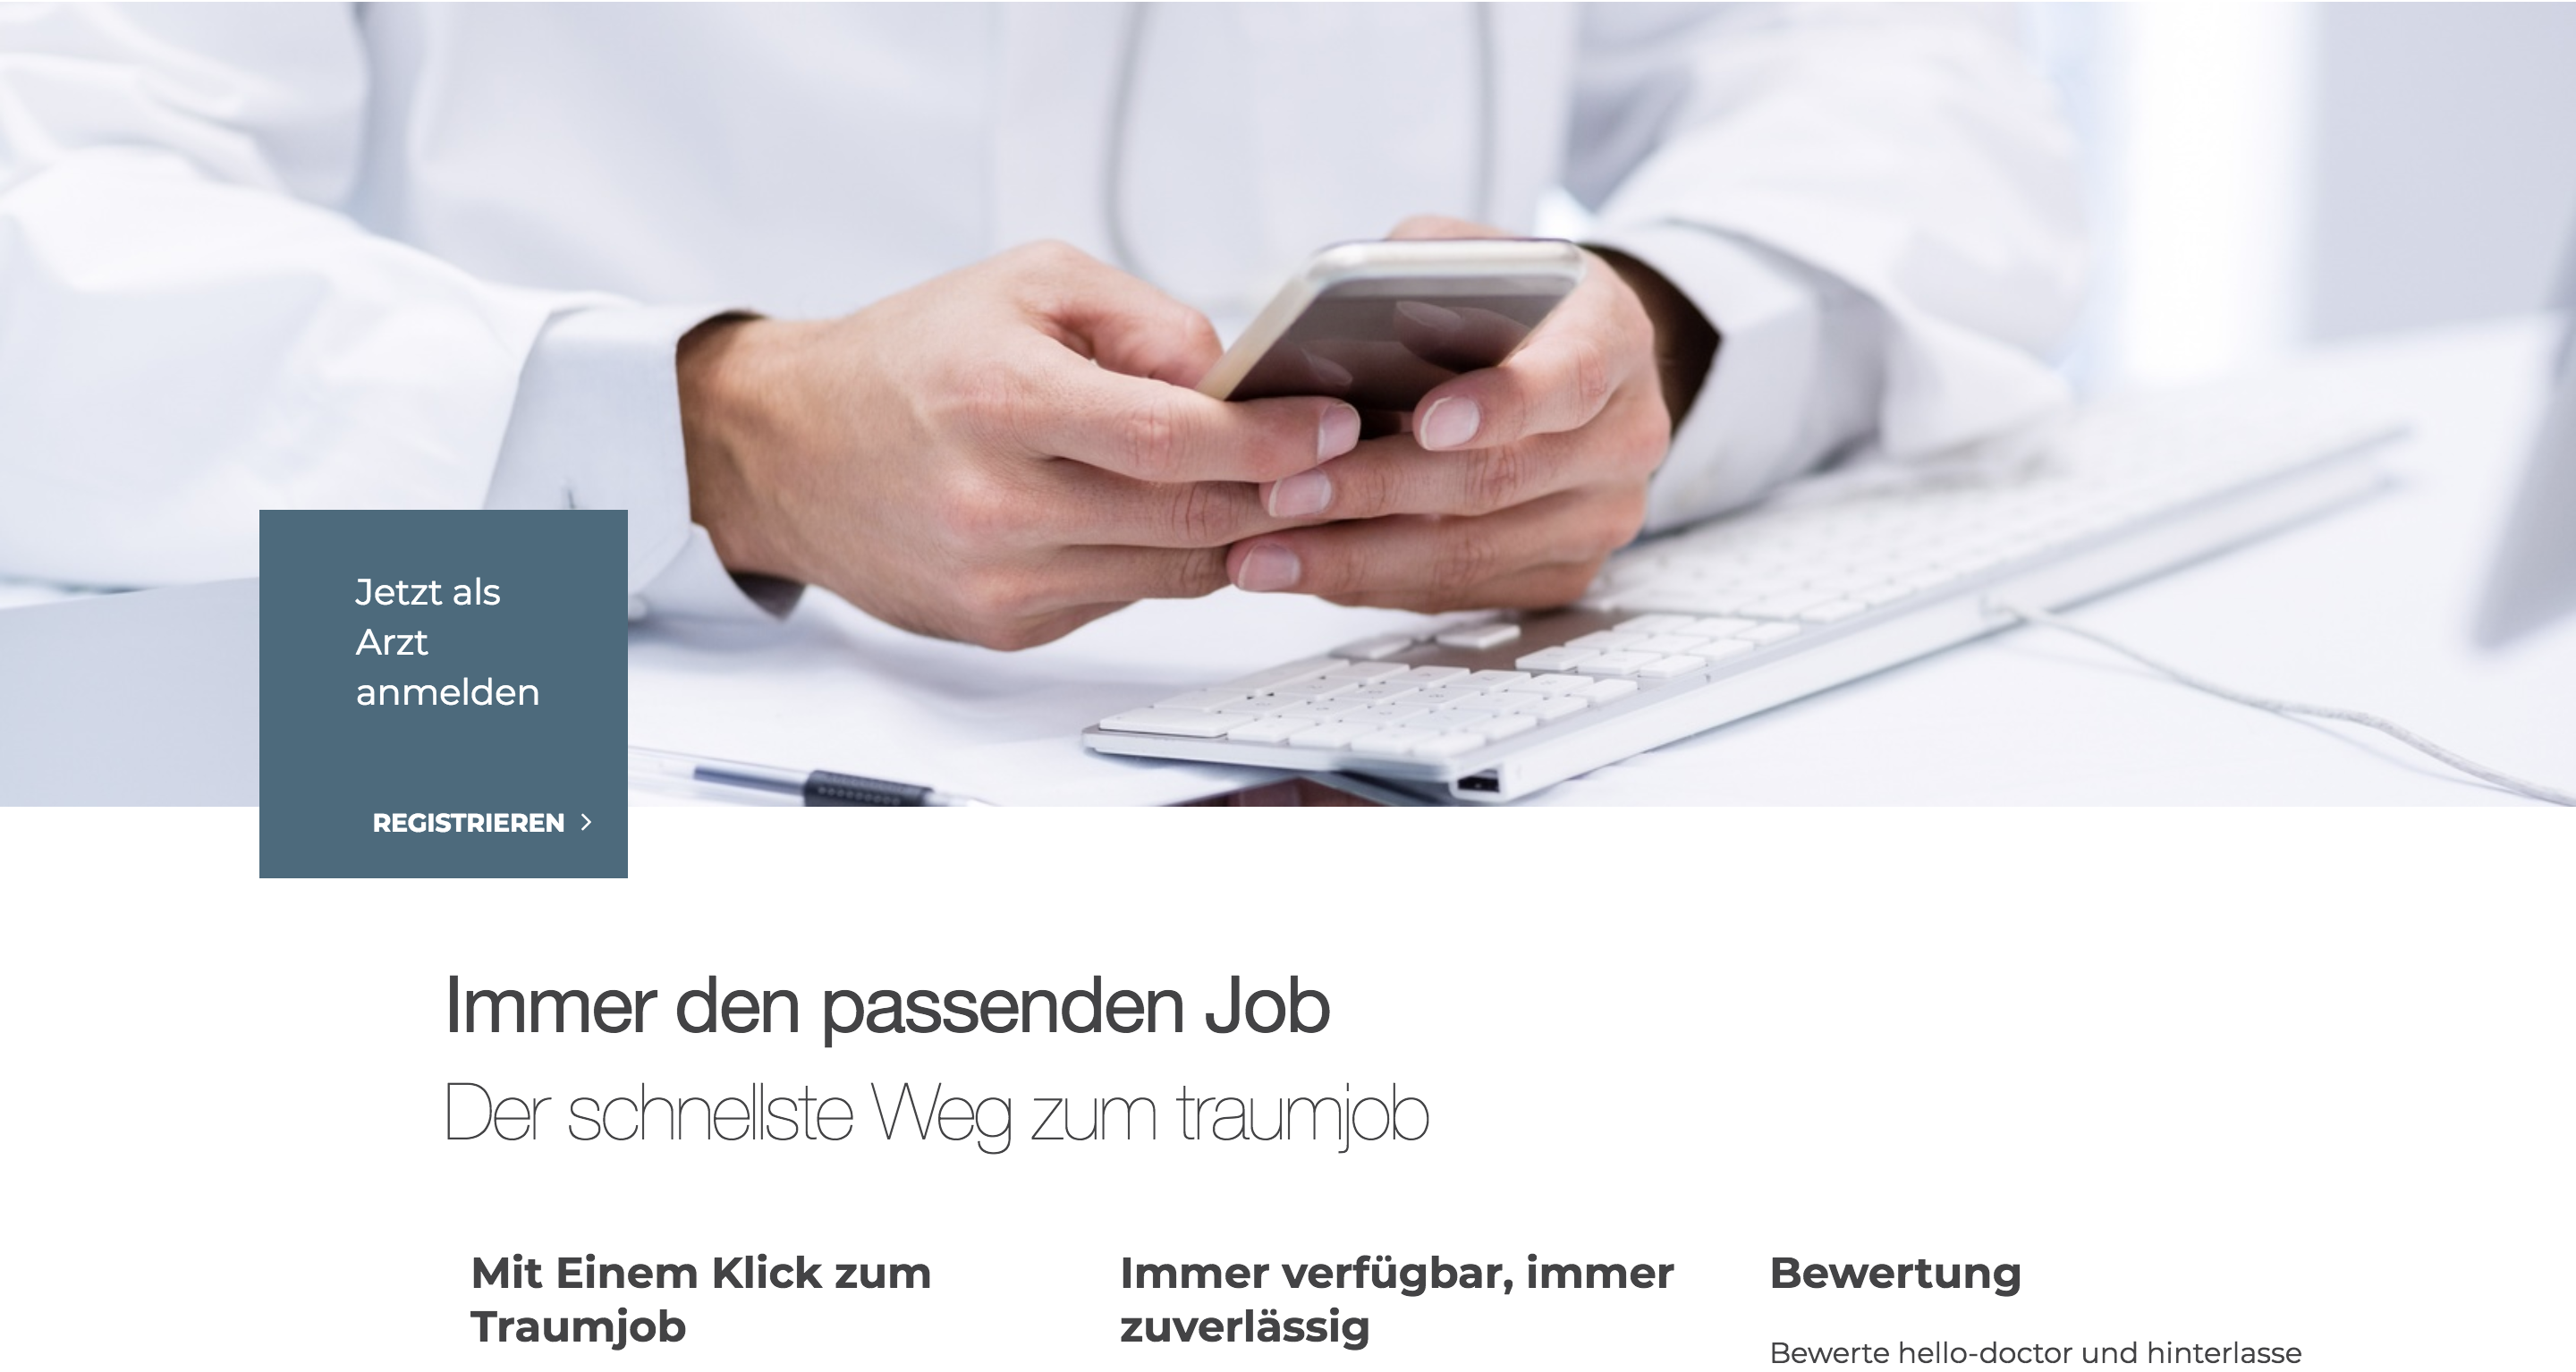 Jetzt als
Arzt
anmelden
REGISTRIEREN
Immer den passenden Job
Der schnellste Weg zum traumjob
Mit Einem Klick zum
Traumjob
Immer verfügbar, immer
zuverlässig
Bewertung
Bewerte hello-doctor und hinterlasse